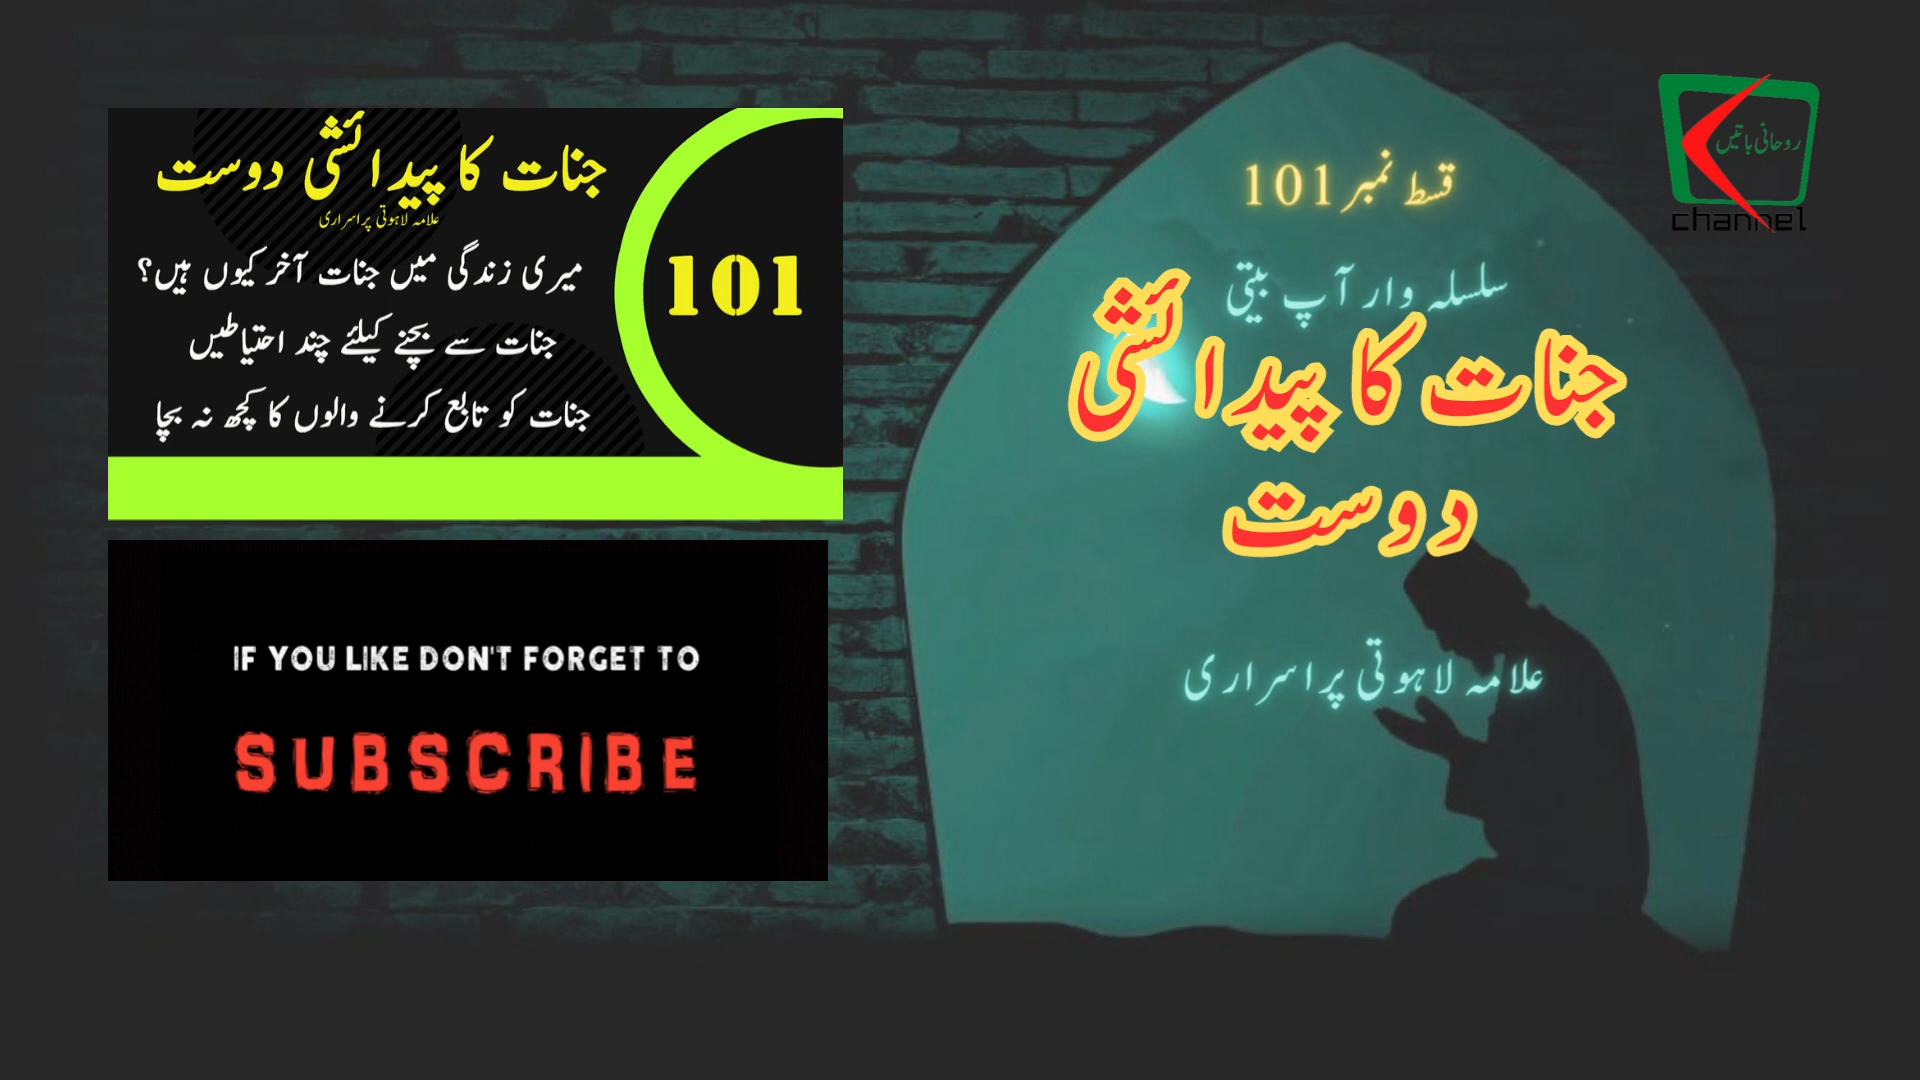 جنات کا پیدائشی دوست
علامہ لاہوتی پراسراری
میری زندگی میں جنات آخر کیوں ہیں؟
جنات سے بچنے کیلئے چند احتیاطیں
جنات کو تابع کرنے والوں کا کچھ نہ بچا
101
IF YOU LIKE DON'T FORGET TO
SUBSCRIBE
قسط نمبر 101
سلسلہ وار آپ بیتی
جنات کا پیدائشی
دوست
علامہ لاہوتی پراسراری
روحانی باتیں
channel